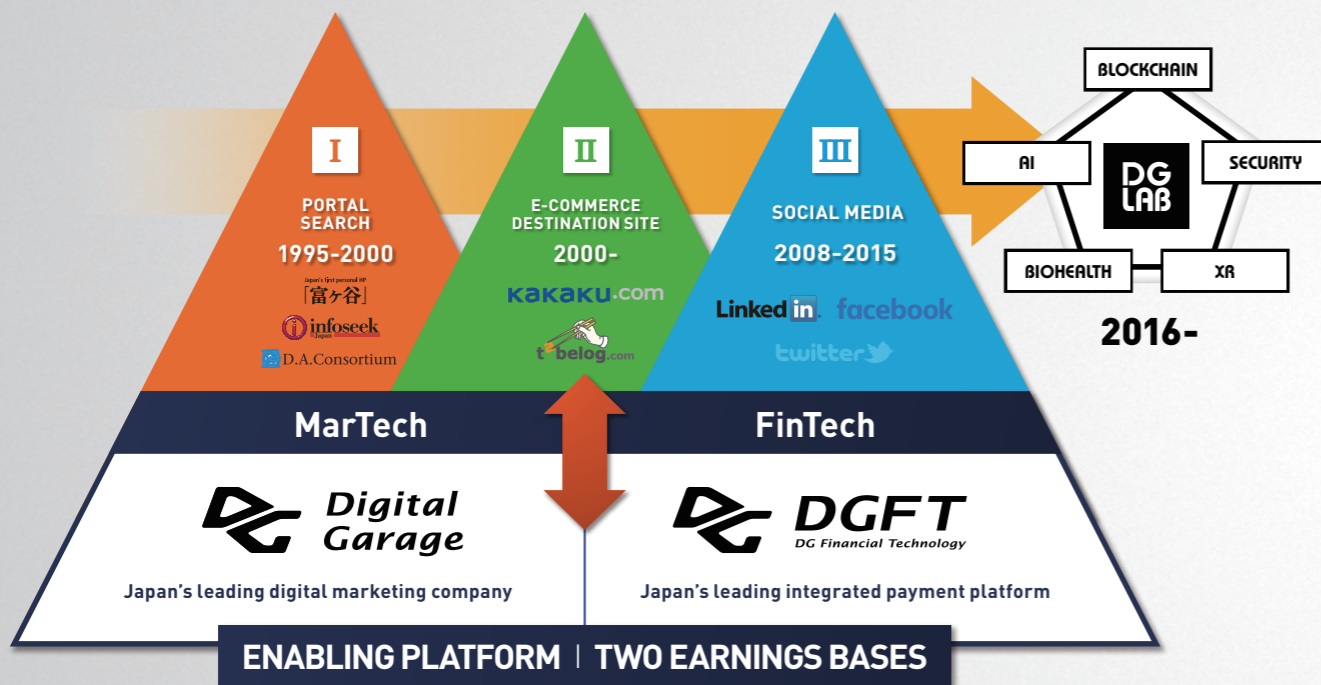 I
PORTAL
SEARCH
1995-2000
Japan's first personal HP
「富ヶ谷」
infoseek
Japan
D.A.Consortium
II
E-COMMERCE
DESTINATION SITE
2000-
KaKaKU.com
tabelog.com
III
SOCIAL MEDIA
2008-2015
Linked in.
facebook
twitter
BLOCKCHAIN
AI
SECURITY
DG
LAB
BIOHEALTH
XR
2016-
MarTech
FinTech
Digital
Garage
Japan's leading digital marketing company
DGFT
DG Financial Technology
Japan's leading integrated payment platform
ENABLING PLATFORM | TWO EARNINGS BASES